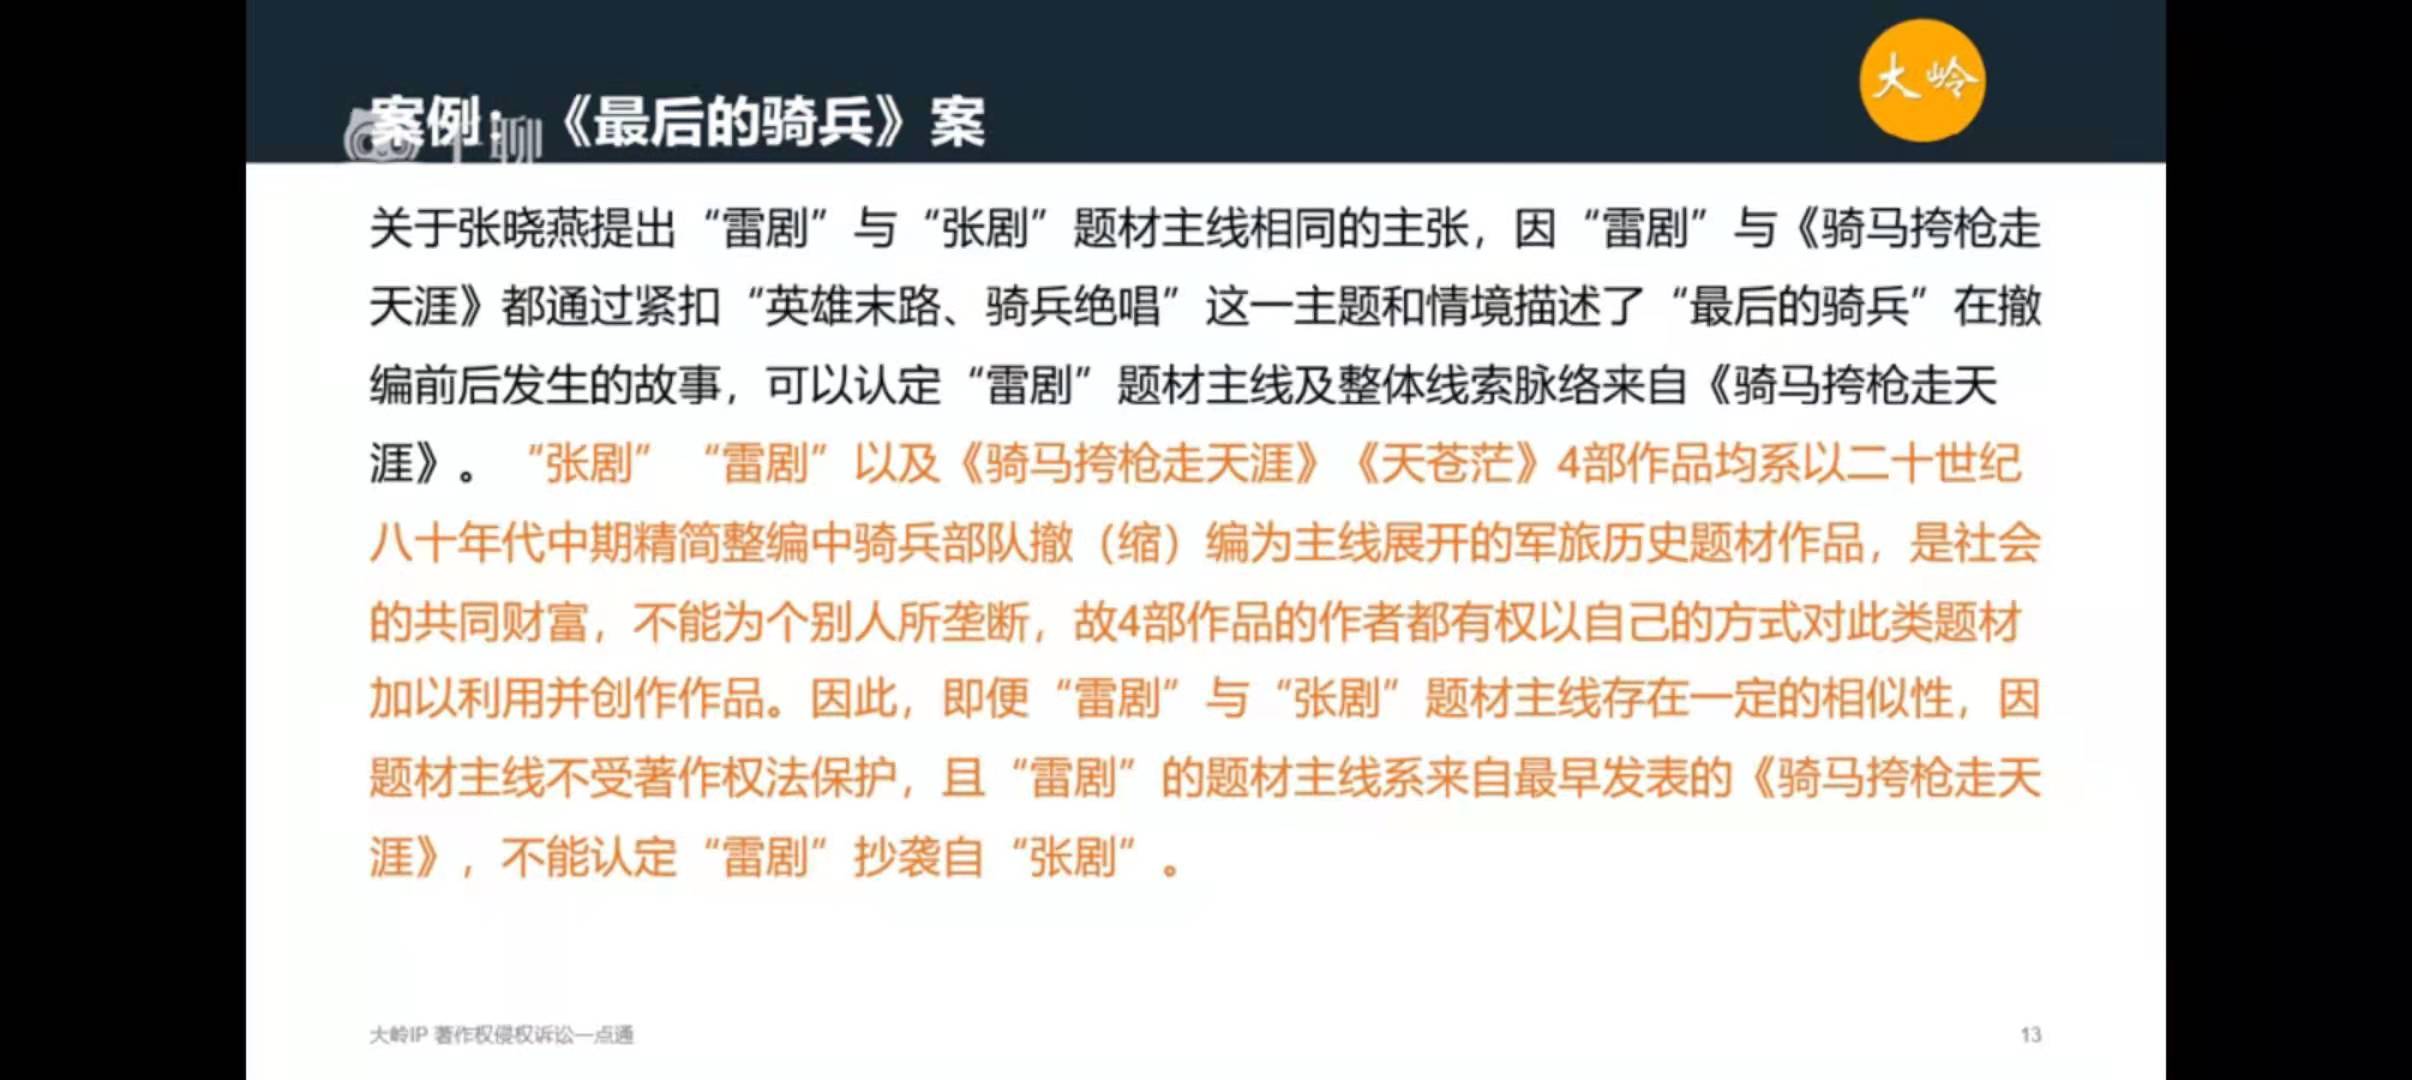 大岭
案例：《最后的骑兵》案
关于张晓燕提出“雷剧”与“张剧”题材主线相同的主张，因“雷剧”与《骑马挎枪走
天涯》都通过紧扣“英雄末路、骑兵绝唱”这一主题和情境描述了“最后的骑兵”在撤
编前后发生的故事，可以认定“雷剧”题材主线及整体线索脉络来自《骑马挎枪走天
涯》。“张剧”“雷剧”以及《骑马挎枪走天涯》《天苍茫》4部作品均系以二十世纪
八十年代中期精简整编中骑兵部队撤（缩）编为主线展开的军旅历史题材作品，是社会
的共同财富，不能为个别人所垄断，故4部作品的作者都有权以自己的方式对此类题材
加以利用并创作作品。因此，即便“雷剧”与“张剧”题材主线存在一定的相似性，因
题材主线不受著作权法保护，且“雷剧”的题材主线系来自最早发表的《骑马挎枪走天
涯》，不能认定“雷剧”抄袭自“张剧”。
大岭IP 著作权侵权诉讼一点通
13